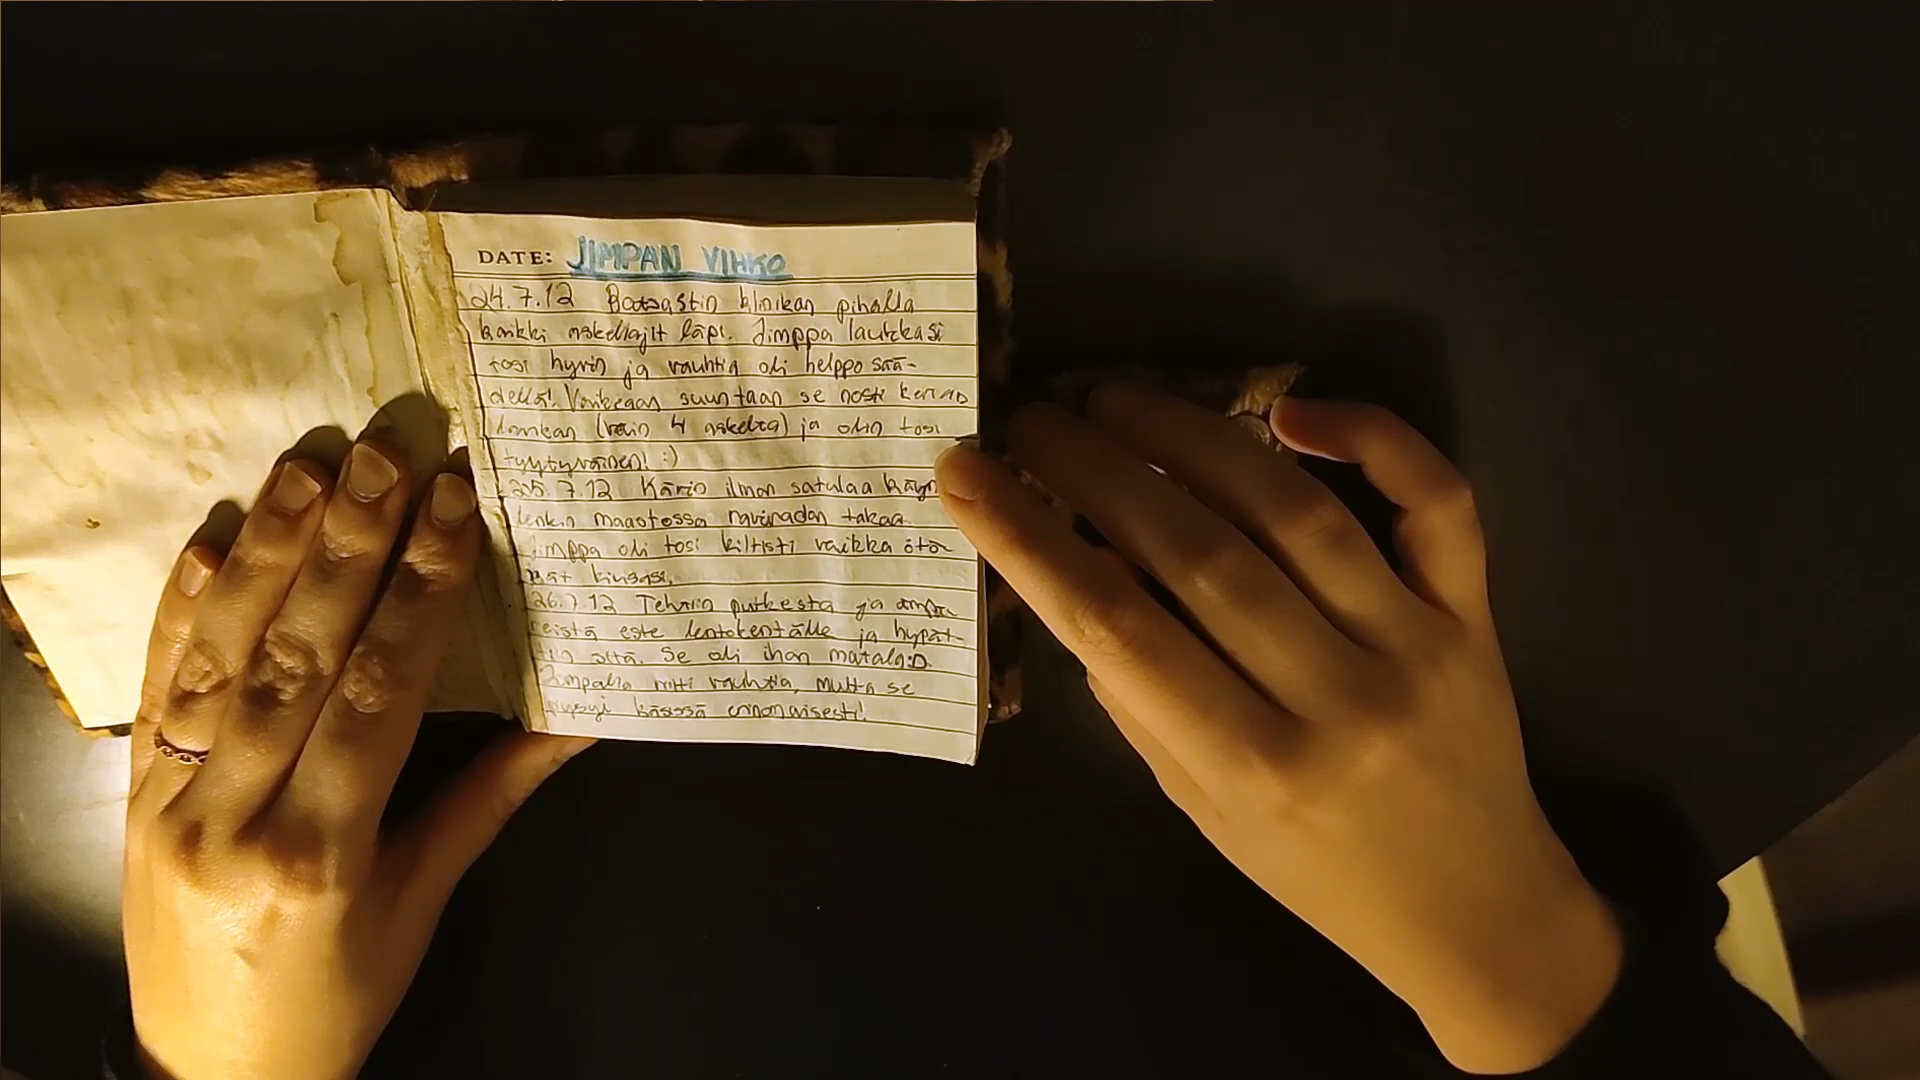 DATE: JIMPAN VIHKO
24.7.12 Ratsastin klinikan pihalla
kaikki askellajit läpi. Jimppa laukkasi
tosi hyvin ja vauhtia oli helppo sää-
dellä! Vaikeaan suuntaan se nosti kerran
laukan (vain 4 askelta) ja olin tosi
tyytyväinen! :)
25.7.12 Kävin ilman satulaa käyn
lenkin maastossa raviradan takaa.
Jimppa oli tosi kiltisti vaikka ötö-
kät kiusasi.
26.7.12 Tehtiin putkesta ja ämpä
reistä este lentokentälle ja hypät-
tiin sitä. Se oli ihan matala:D.
Jimpalla riitti vauhtia, mutta se
pysyi käsissä erinomaisesti!